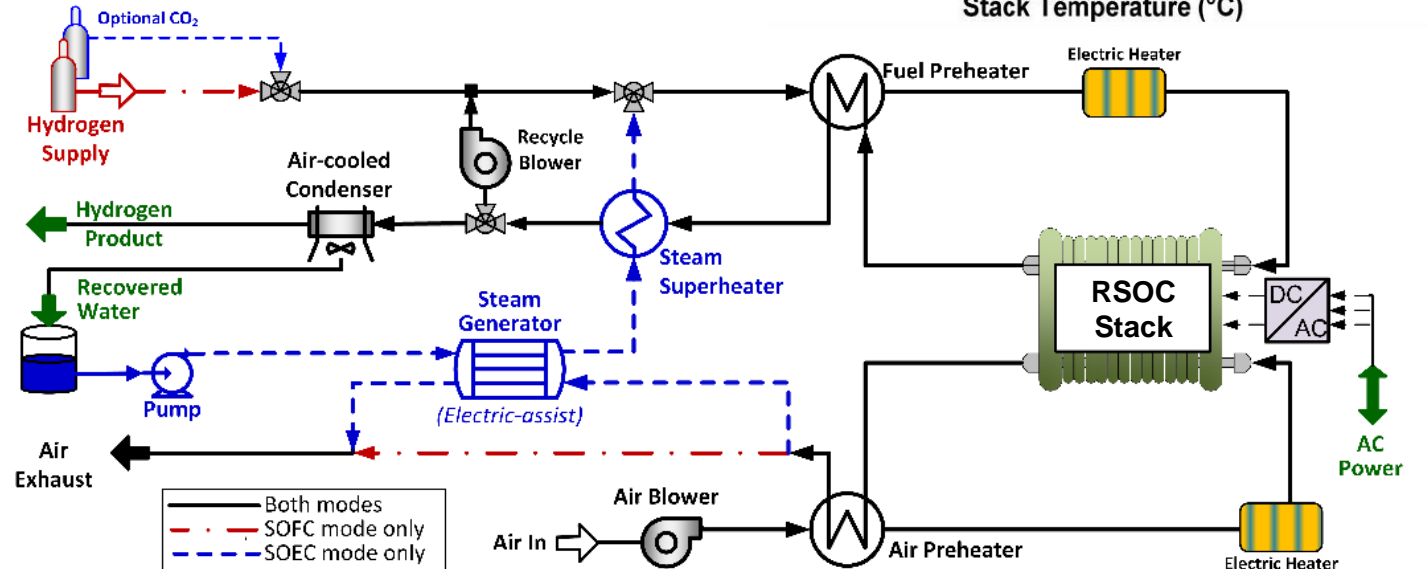 Stack Temperature (°C)
Optional CO₂
Electric Heater
Fuel Preheater
Hydrogen
Supply
Recycle
Blower
Air-cooled
Condenser
Hydrogen
Product
Steam
Superheater
Recovered
Water
Steam
Generator
RSOC
Stack
DC
AC
Pump
(Electric-assist)
AC
Power
Air
Exhaust
Both modes
SOFC mode only
SOEC mode only
Air Blower
Air In
Air Preheater
Electric Heater